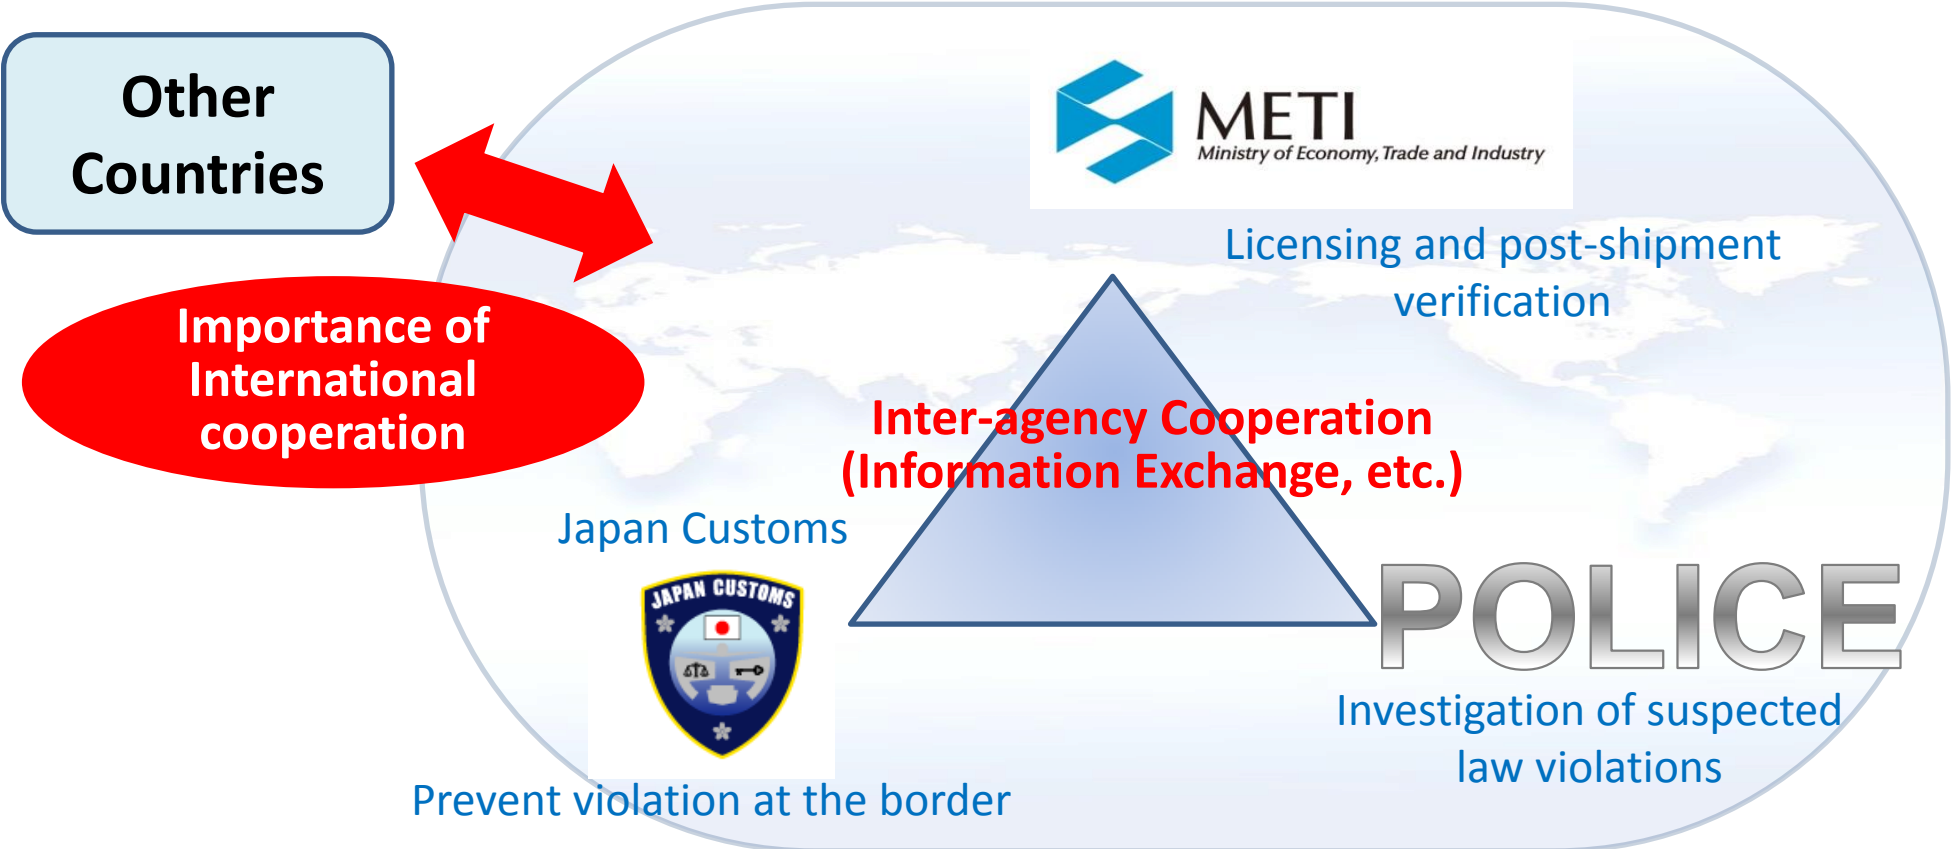 Other
Countries
METI
Ministry of Economy, Trade and Industry
Licensing and post-shipment
verification
Importance of
International
cooperation
Inter-agency Cooperation
(Information Exchange, etc.)
Japan Customs
JAPAN CUSTOMS
Prevent violation at the border
POLICE
Investigation of suspected
law violations